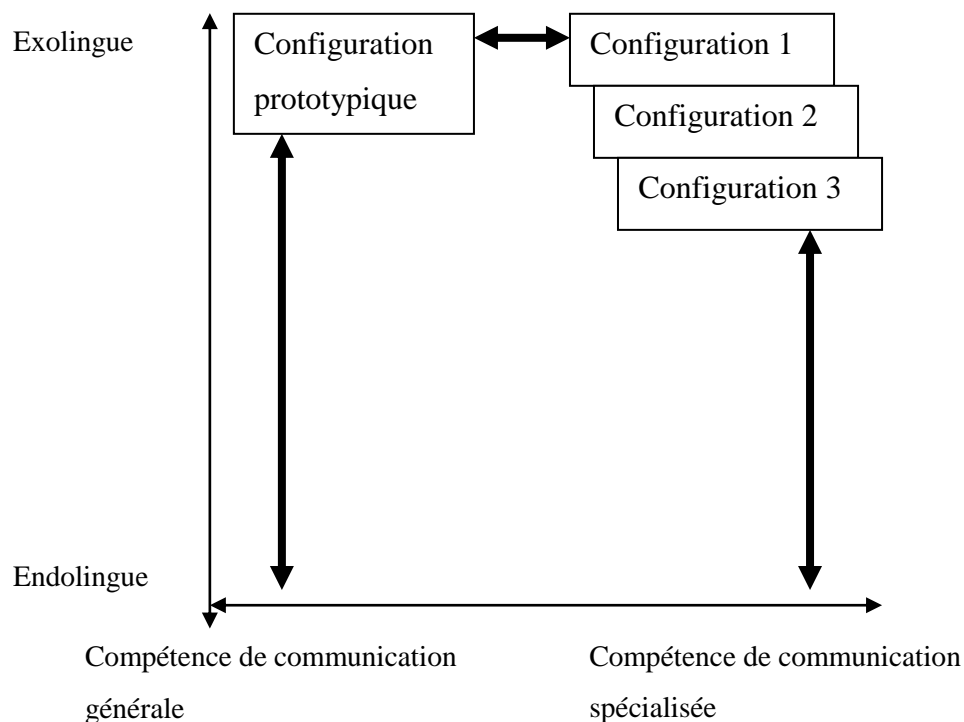 Exolingue
Configuration
prototypique
Configuration 1
Configuration 2
Configuration 3
Endolingue
Compétence de communication
générale
Compétence de communication
spécialisée